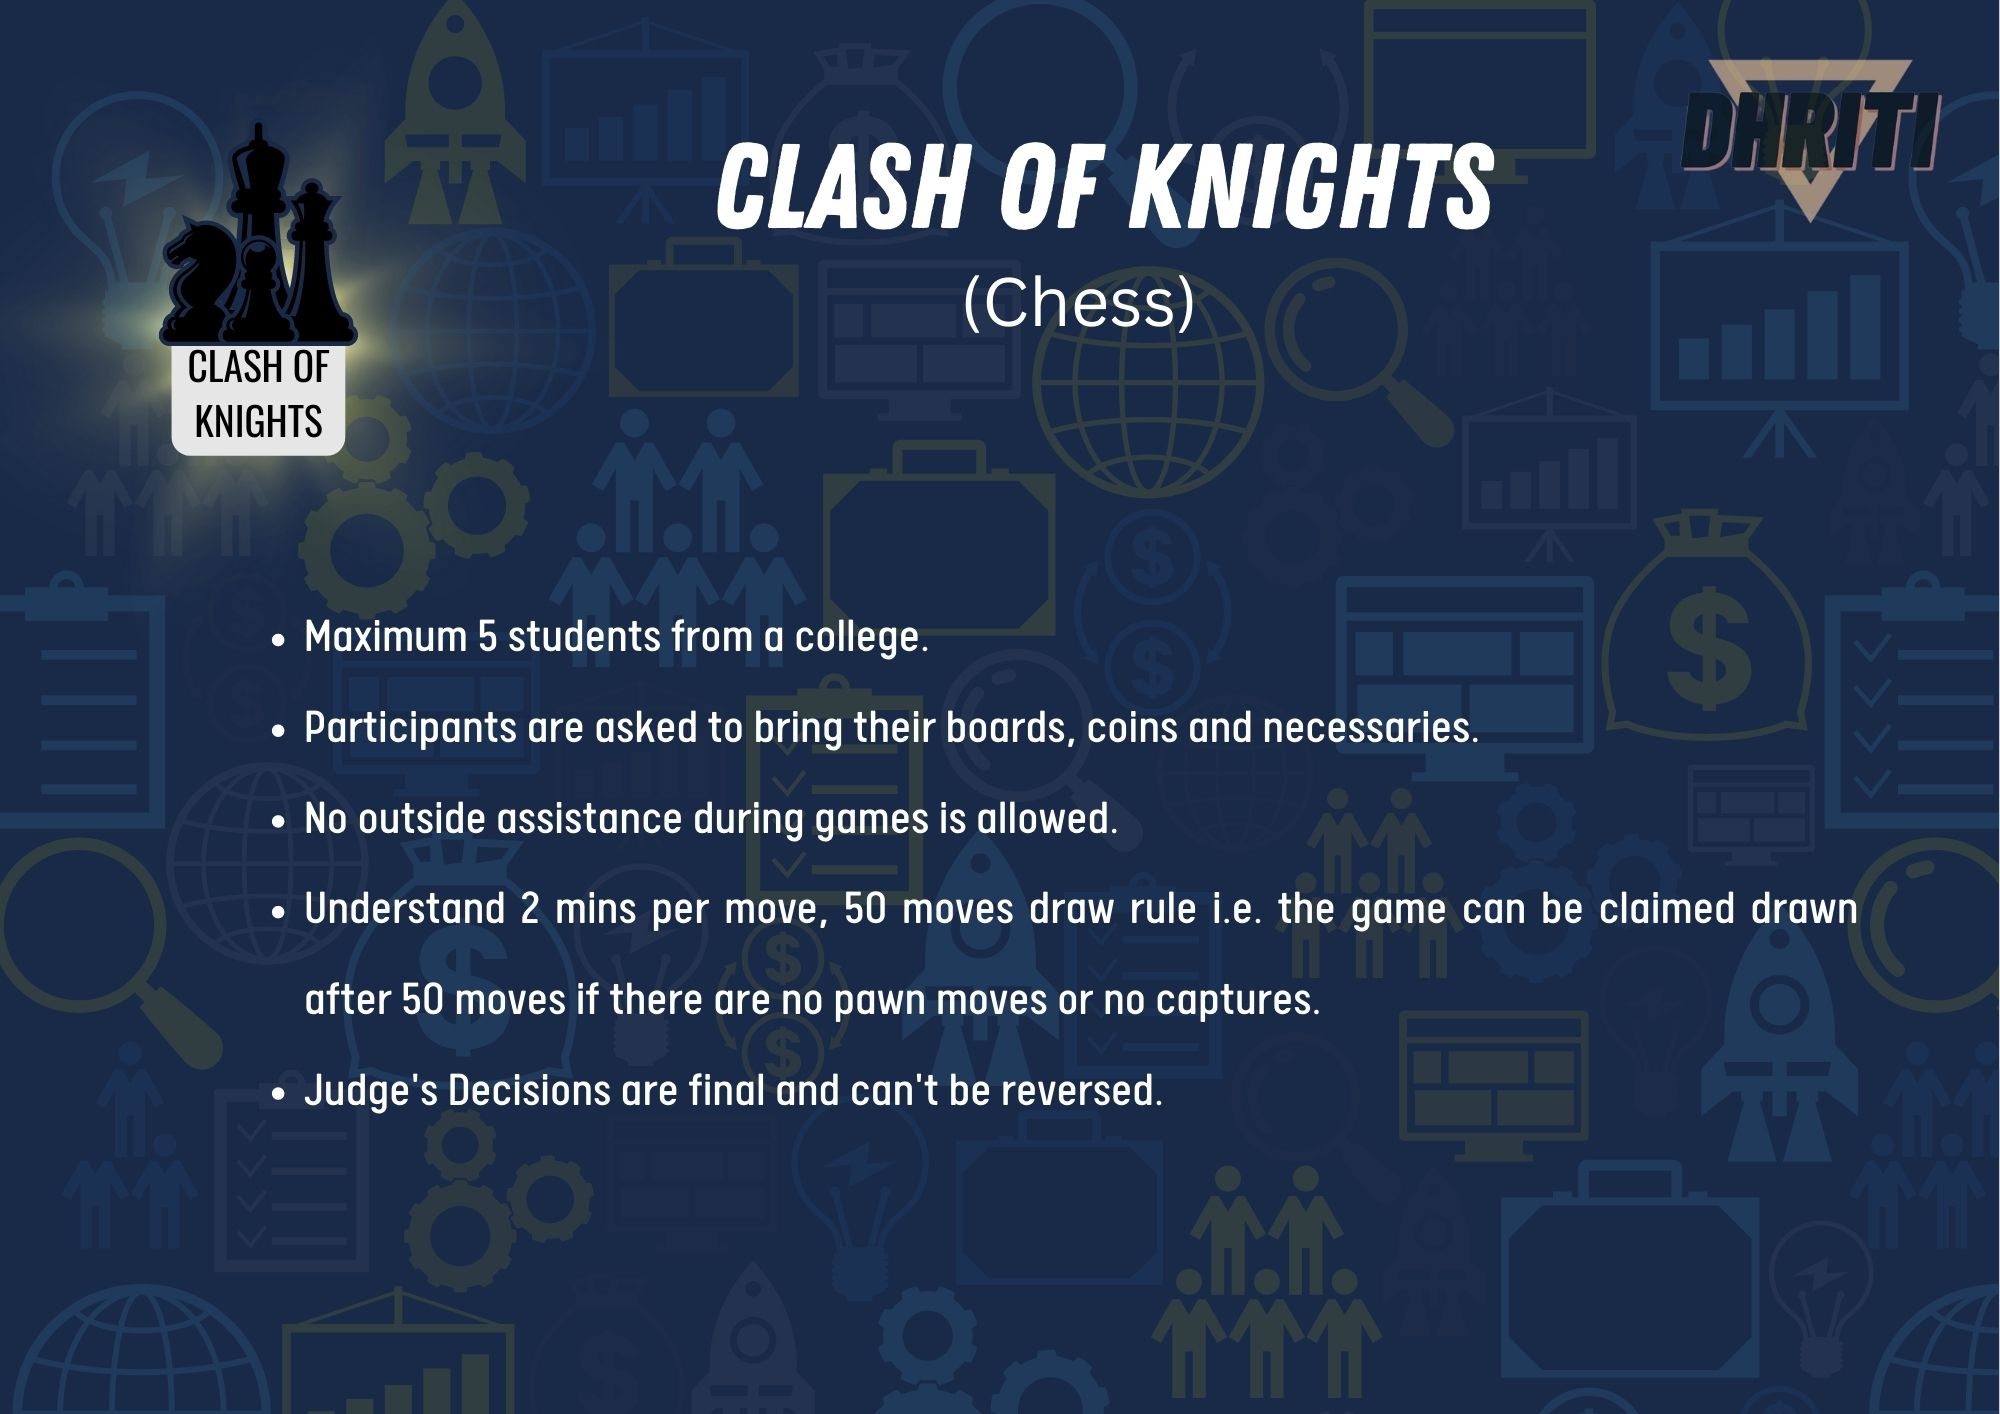 DHRITI
CLASH OF KNIGHTS
(Chess)
CLASH OF
KNIGHTS
• Maximum 5 students from a college.
• Participants are asked to bring their boards, coins and necessaries.
• No outside assistance during games is allowed.
• Understand 2 mins per move, 50 moves draw rule i.e. the game can be claimed drawn
after 50 moves if there are no pawn moves or no captures.
• Judge's Decisions are final and can't be reversed.